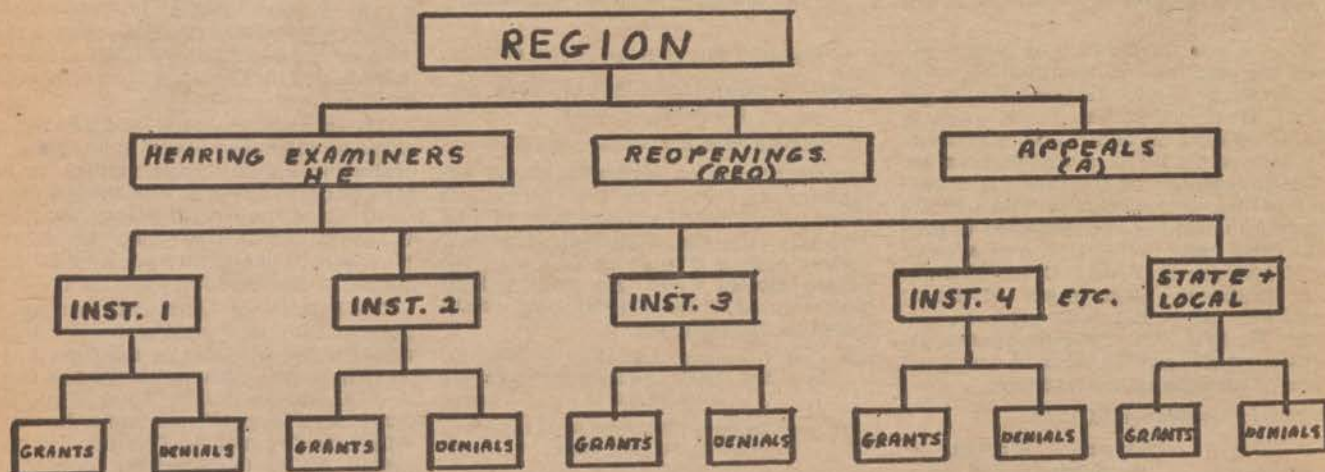 REGION
HEARING EXAMINERS
H E
REOPENINGS.
(REO)
APPEALS
(A)
INST. 1
INST. 2
INST. 3
INST. 4
ETC.
STATE +
LOCAL
GRANTS
DENIALS
GRANTS
DENIALS
GRANTS
DENIALS
GRANTS
DENIALS
GRANTS
DENIALS